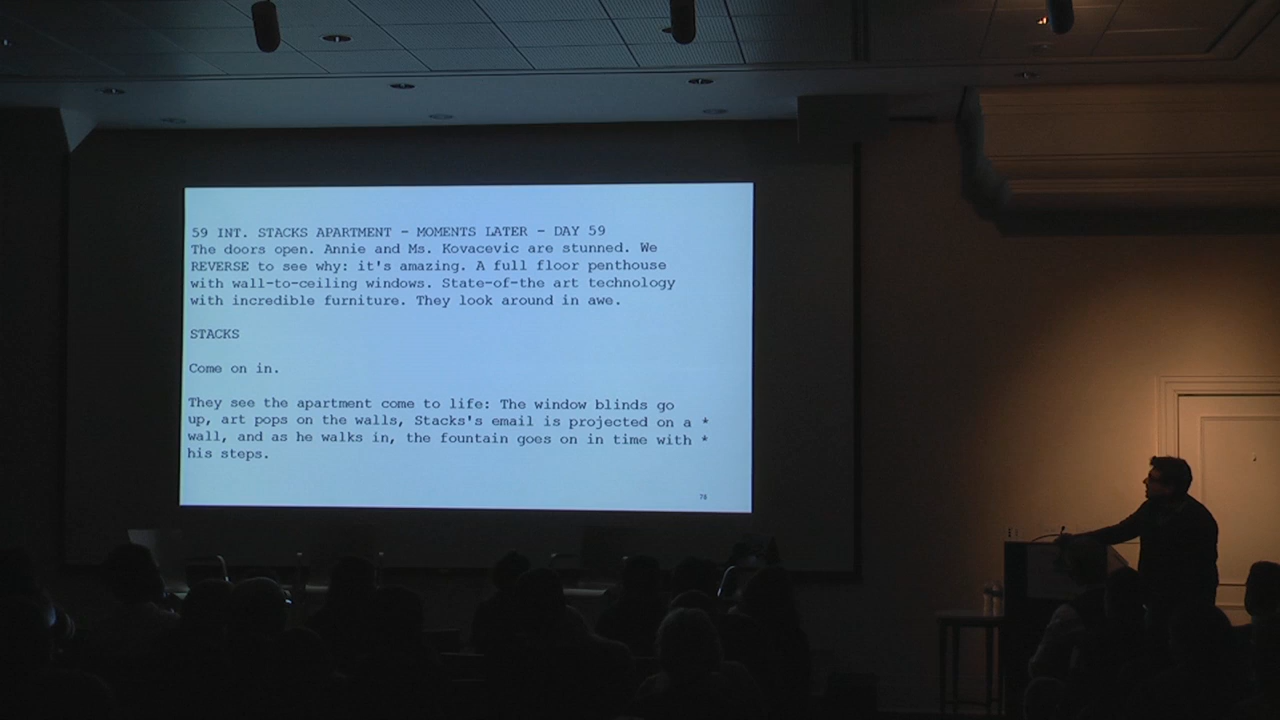 59 INT. STACKS APARTMENT - MOMENTS LATER - DAY 59
The doors open. Annie and Ms. Kovacevic are stunned. We
REVERSE to see why: it's amazing. A full floor penthouse
with wall-to-ceiling windows. State-of-the art technology
with incredible furniture. They look around in awe.
STACKS
Come on in.
They see the apartment come to life: The window blinds go
up, art pops on the walls, Stacks's email is projected on a *
wall, and as he walks in, the fountain goes on in time with *
his steps.